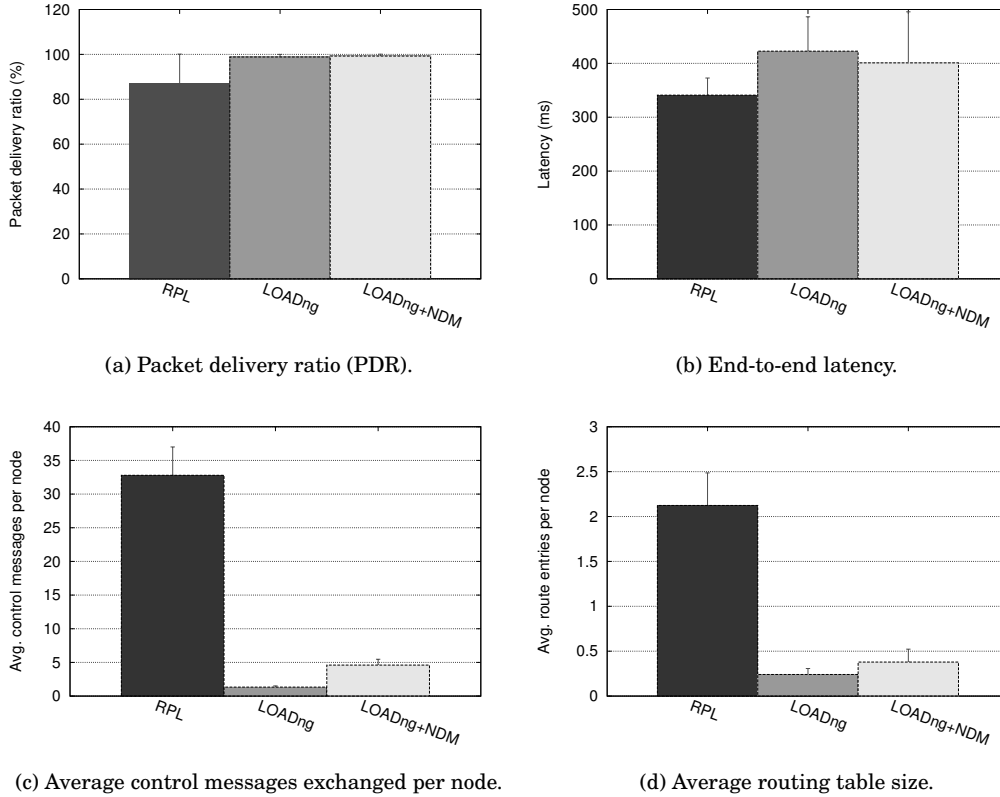 120
100
80
60
40
20
0
Packet delivery ratio (%)
RPL
LOADng
LOADng+NDM
(a) Packet delivery ratio (PDR).
500
400
300
200
100
0
Latency (ms)
RPL
LOADng
LOADng+NDM
(b) End-to-end latency.
40
35
30
25
20
15
10
5
0
Avg. control messages per node
RPL
LOADng
LOADng+NDM
(c) Average control messages exchanged per node.
3
2.5
2
1.5
1
0.5
0
Avg. route entries per node
RPL
LOADng
LOADng+NDM
(d) Average routing table size.